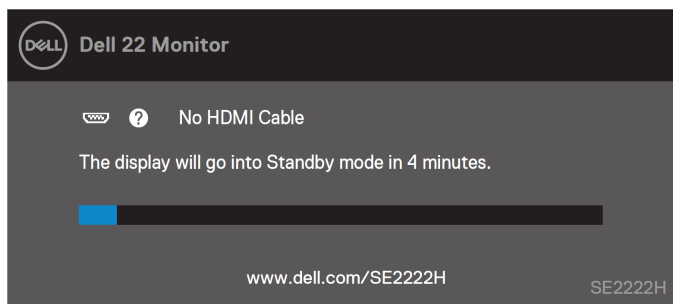 DELL
Dell 22 Monitor
? No HDMI Cable
The display will go into Standby mode in 4 minutes.
www.dell.com/SE2222H
SE2222H